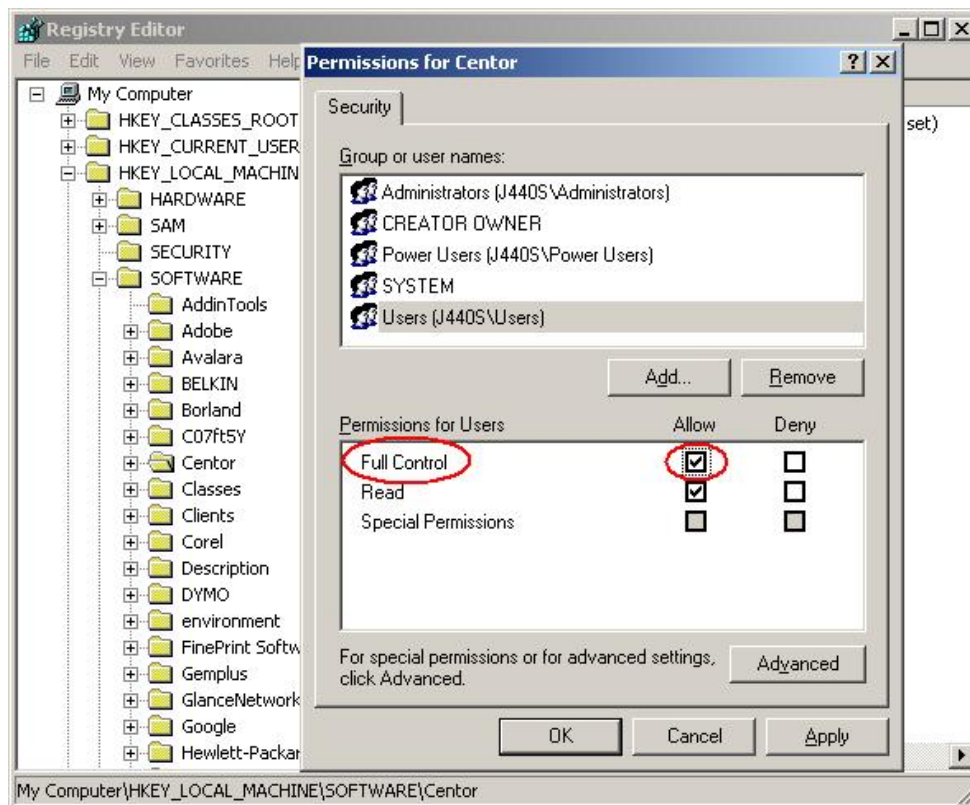 Registry Editor
File Edit View Favorites Help
My Computer
HKEY_CLASSES_ROOT
HKEY_CURRENT_USER
HKEY_LOCAL_MACHIN
HARDWARE
SAM
SECURITY
SOFTWARE
AddinTools
Adobe
Avalara
BELKIN
Borland
C07ft5Y
Centor
Classes
Clients
Corel
Description
DYMO
environment
FinePrint Softw
Gemplus
GlanceNetwork
Google
Hewlett-Packar
set)
Permissions for Centor
Security
Group or user names:
Administrators (J440S\Administrators)
CREATOR OWNER
Power Users (J440S\Power Users)
SYSTEM
Users (J440S\Users)
Add... Remove
Permissions for Users Allow Deny
Full Control
Read
Special Permissions
For special permissions or for advanced settings,
click Advanced.
Advanced
OK Cancel Apply
My Computer\HKEY_LOCAL_MACHINE\SOFTWARE\Centor